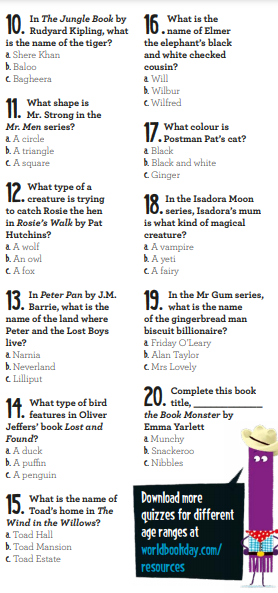 10. In The Jungle Book by
Rudyard Kipling, what
is the name of the tiger?
a. Shere Khan
b. Baloo
c. Bagheera
11. What shape is
Mr. Strong in the
Mr. Men series?
a. A circle
b. A triangle
c. A square
12. What type of a
creature is trying
to catch Rosie the hen
in Rosie's Walk by Pat
Hutchins?
a. A wolf
b. An owl
c. A fox
13. In Peter Pan by J.M.
Barrie, what is the
name of the land where
Peter and the Lost Boys
live?
a. Narnia
b. Neverland
c. Lilliput
14. What type of bird
features in Oliver
Jeffers' book Lost and
Found?
a. A duck
b. A puffin
c. A penguin
15. What is the name of
Toad's home in The
Wind in the Willows?
a. Toad Hall
b. Toad Mansion
c. Toad Estate
16. What is the
name of Elmer
the elephant's black
and white checked
cousin?
a. Will
b. Wilbur
c. Wilfred
17. What colour is
Postman Pat's cat?
a. Black
b. Black and white
c. Ginger
18. In the Isadora Moon
series, Isadora's mum
is what kind of magical
creature?
a. A vampire
b. A yeti
c. A fairy
19. In the Mr Gum series,
what is the name
of the gingerbread man
biscuit billionaire?
a. Friday O'Leary
b. Alan Taylor
c. Mrs Lovely
20. Complete this book
title, ______________
the Book Monster by
Emma Yarlett
a. Munchy
b. Snackeroo
c. Nibbles
Download more
quizzes for different
age ranges at
worldbookday.com/
resources